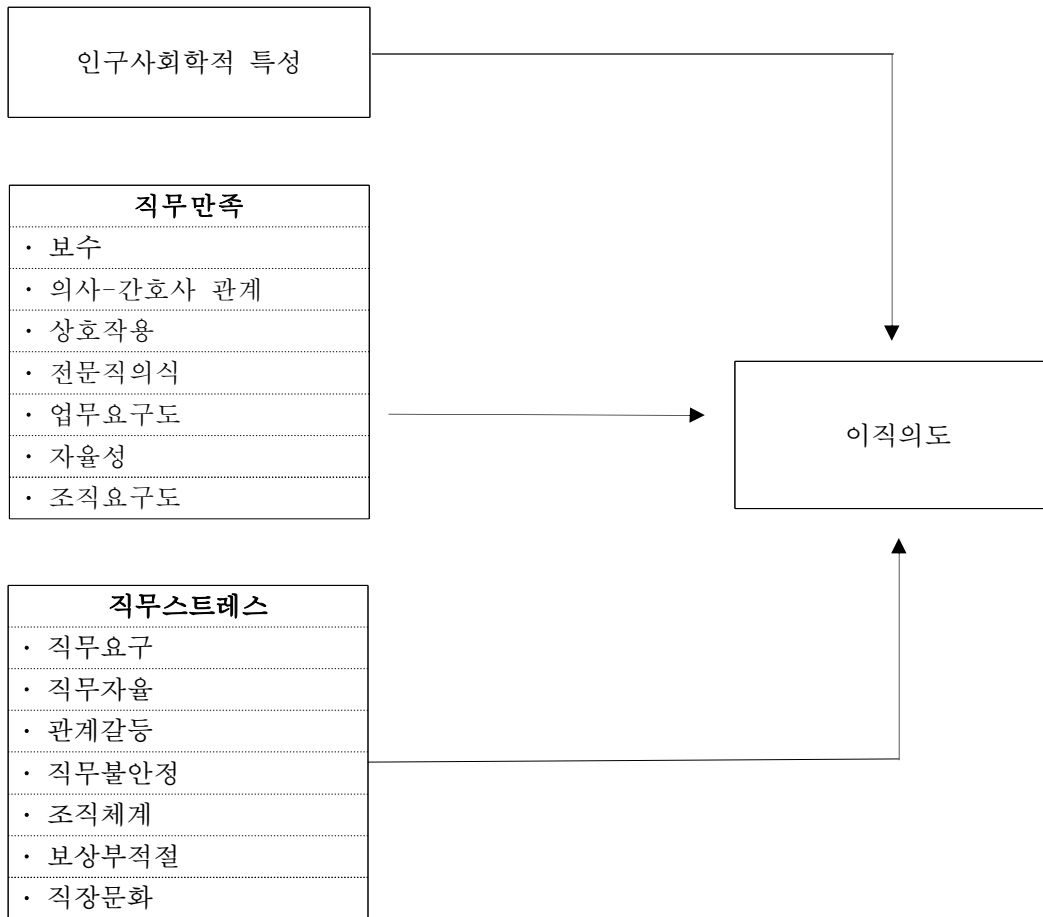 인구사회학적 특성
직무만족
· 보수
· 의사-간호사 관계
· 상호작용
· 전문직의식
· 업무요구도
· 자율성
· 조직요구도
이직의도
직무스트레스
· 직무요구
· 직무자율
· 관계갈등
· 직무불안정
· 조직체계
· 보상부적절
· 직장문화